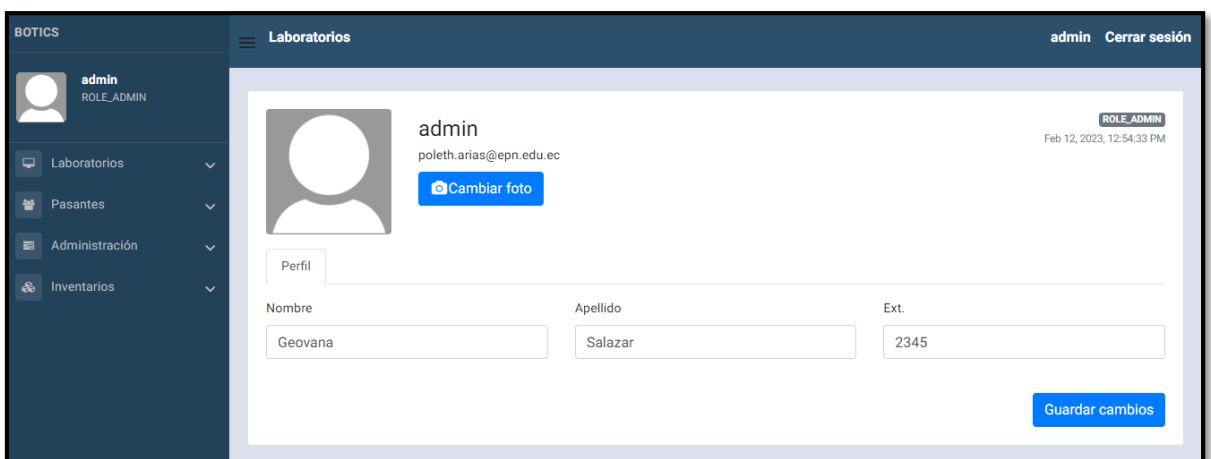 BOTICS
Laboratorios
admin Cerrar sesión
admin
ROLE_ADMIN
Laboratorios
Pasantes
Administración
Inventarios
admin
poleth.arias@epn.edu.ec
Cambiar foto
ROLE_ADMIN
Feb 12, 2023, 12:54:33 PM
Perfil
Nombre Apellido Ext.
Geovana Salazar 2345
Guardar cambios